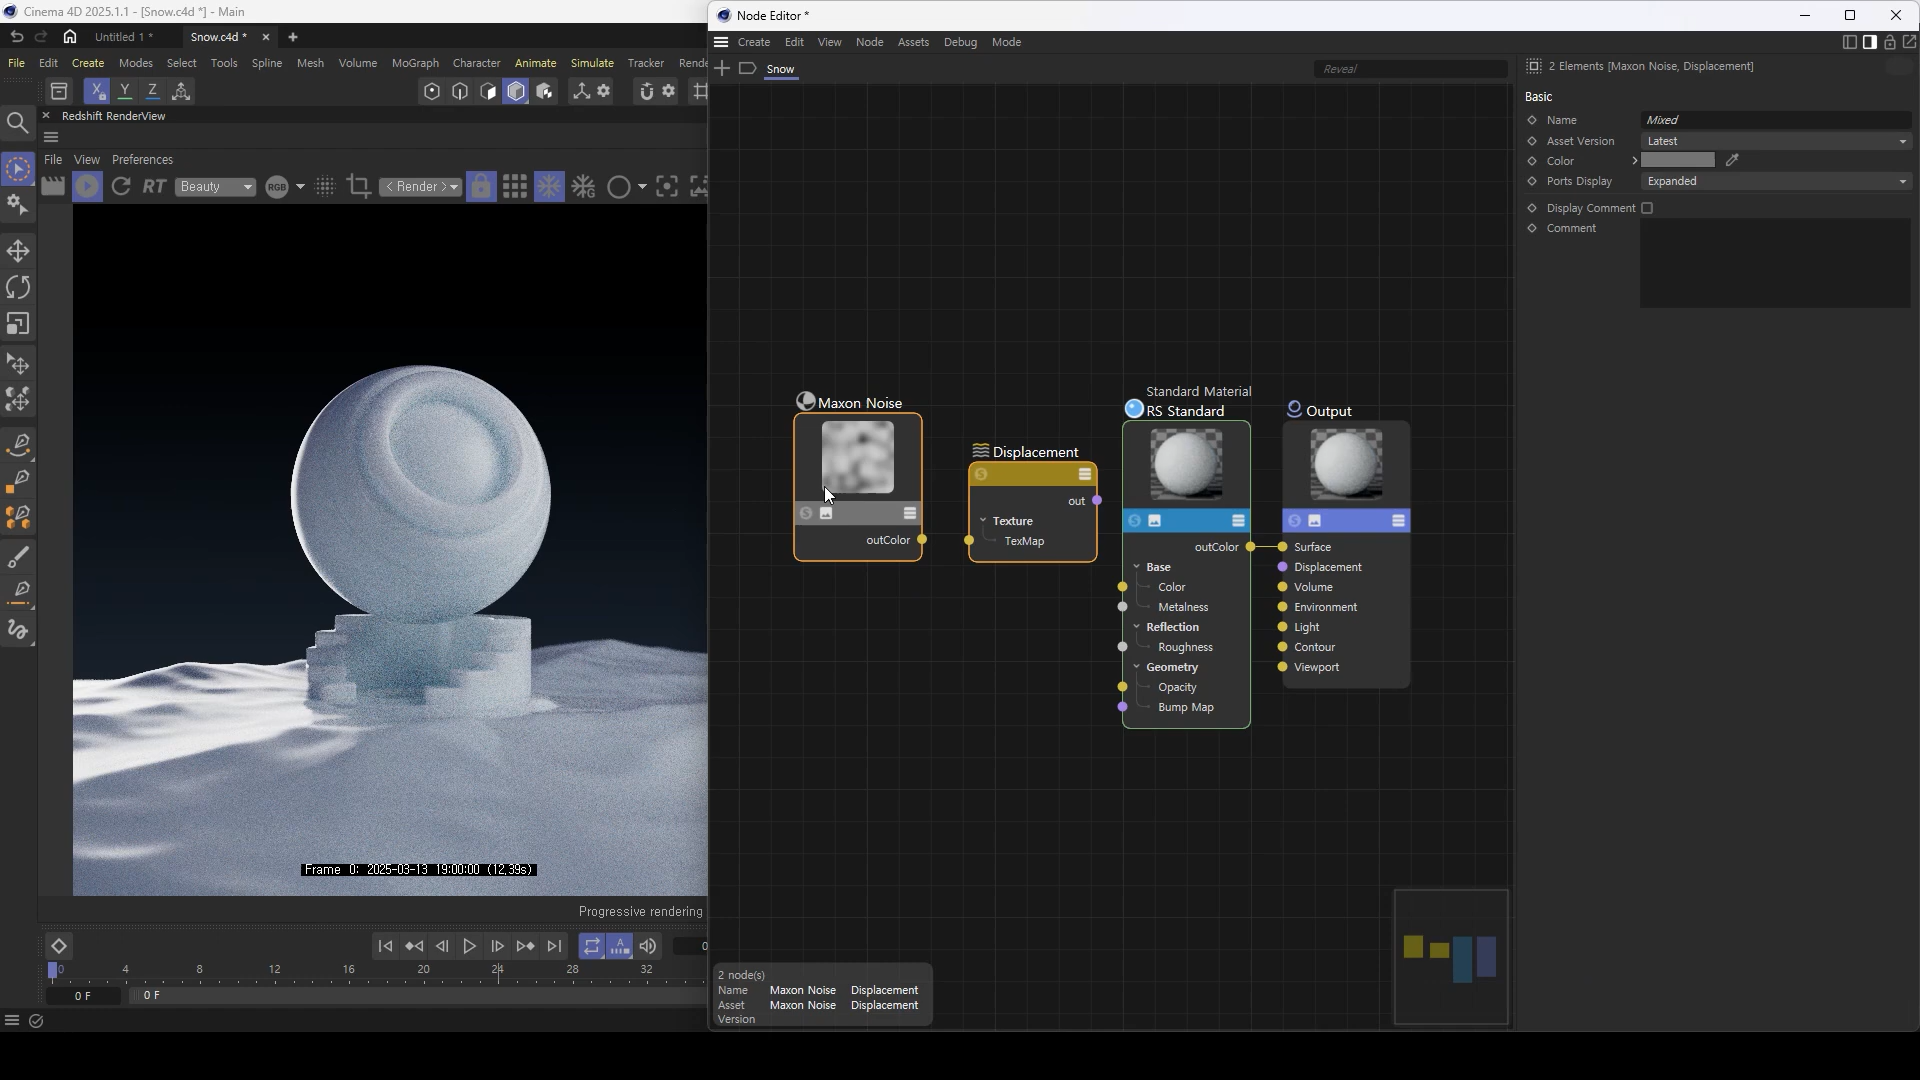 Cinema 4D 2025.1.1 - [Snow.c4d *] - Main
Untitled 1 *
Snow.c4d *
File Edit Create Modes Select Tools Spline Mesh Volume MoGraph Character Animate Simulate Tracker Rende
X Y Z
Redshift RenderView
File View Preferences
RT Beauty RGB < Render >
Frame 0: 2025-03-13 19:00:00 (12,39s)
Progressive rendering
0
0 4 8 12 16 20 24 28 32
0 F 0 F
Node Editor *
Create Edit View Node Assets Debug Mode
Snow
Reveal
Maxon Noise
outColor
Displacement
out
Texture
TexMap
Standard Material
RS Standard
outColor
Base
Color
Metalness
Reflection
Roughness
Geometry
Opacity
Bump Map
Output
Surface
Displacement
Volume
Environment
Light
Contour
Viewport
2 node(s)
Name Maxon Noise Displacement
Asset Maxon Noise Displacement
Version
2 Elements [Maxon Noise, Displacement]
Basic
Name Mixed
Asset Version Latest
Color
Ports Display Expanded
Display Comment
Comment